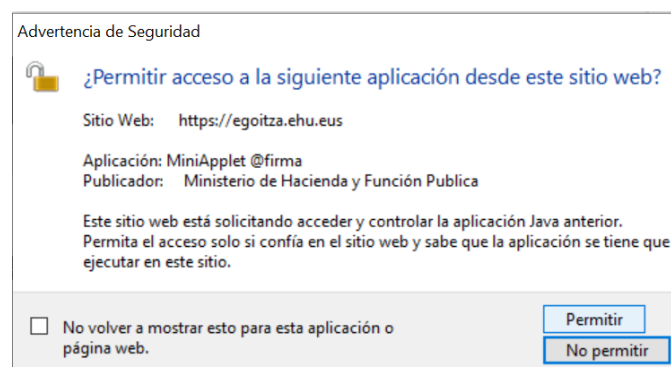 Advertencia de Seguridad
¿Permitir acceso a la siguiente aplicación desde este sitio web?
Sitio Web: https://egoitza.ehu.eus
Aplicación: MiniApplet @firma
Publicador: Ministerio de Hacienda y Función Publica
Este sitio web está solicitando acceder y controlar la aplicación Java anterior.
Permita el acceso solo si confía en el sitio web y sabe que la aplicación se tiene que
ejecutar en este sitio.
No volver a mostrar esto para esta aplicación o
página web.
Permitir
No permitir